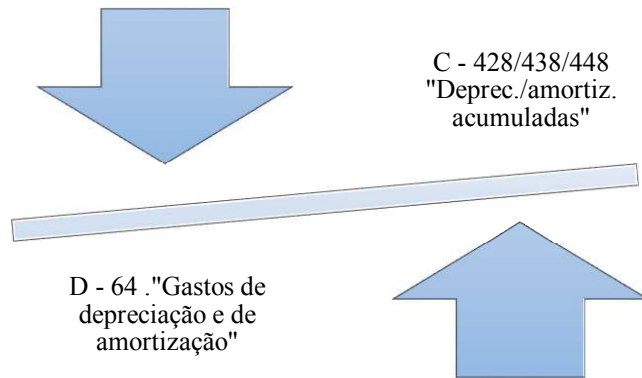 C - 428/438/448
"Deprec./amortiz.
acumuladas"
D - 64 ."Gastos de
depreciação e de
amortização"